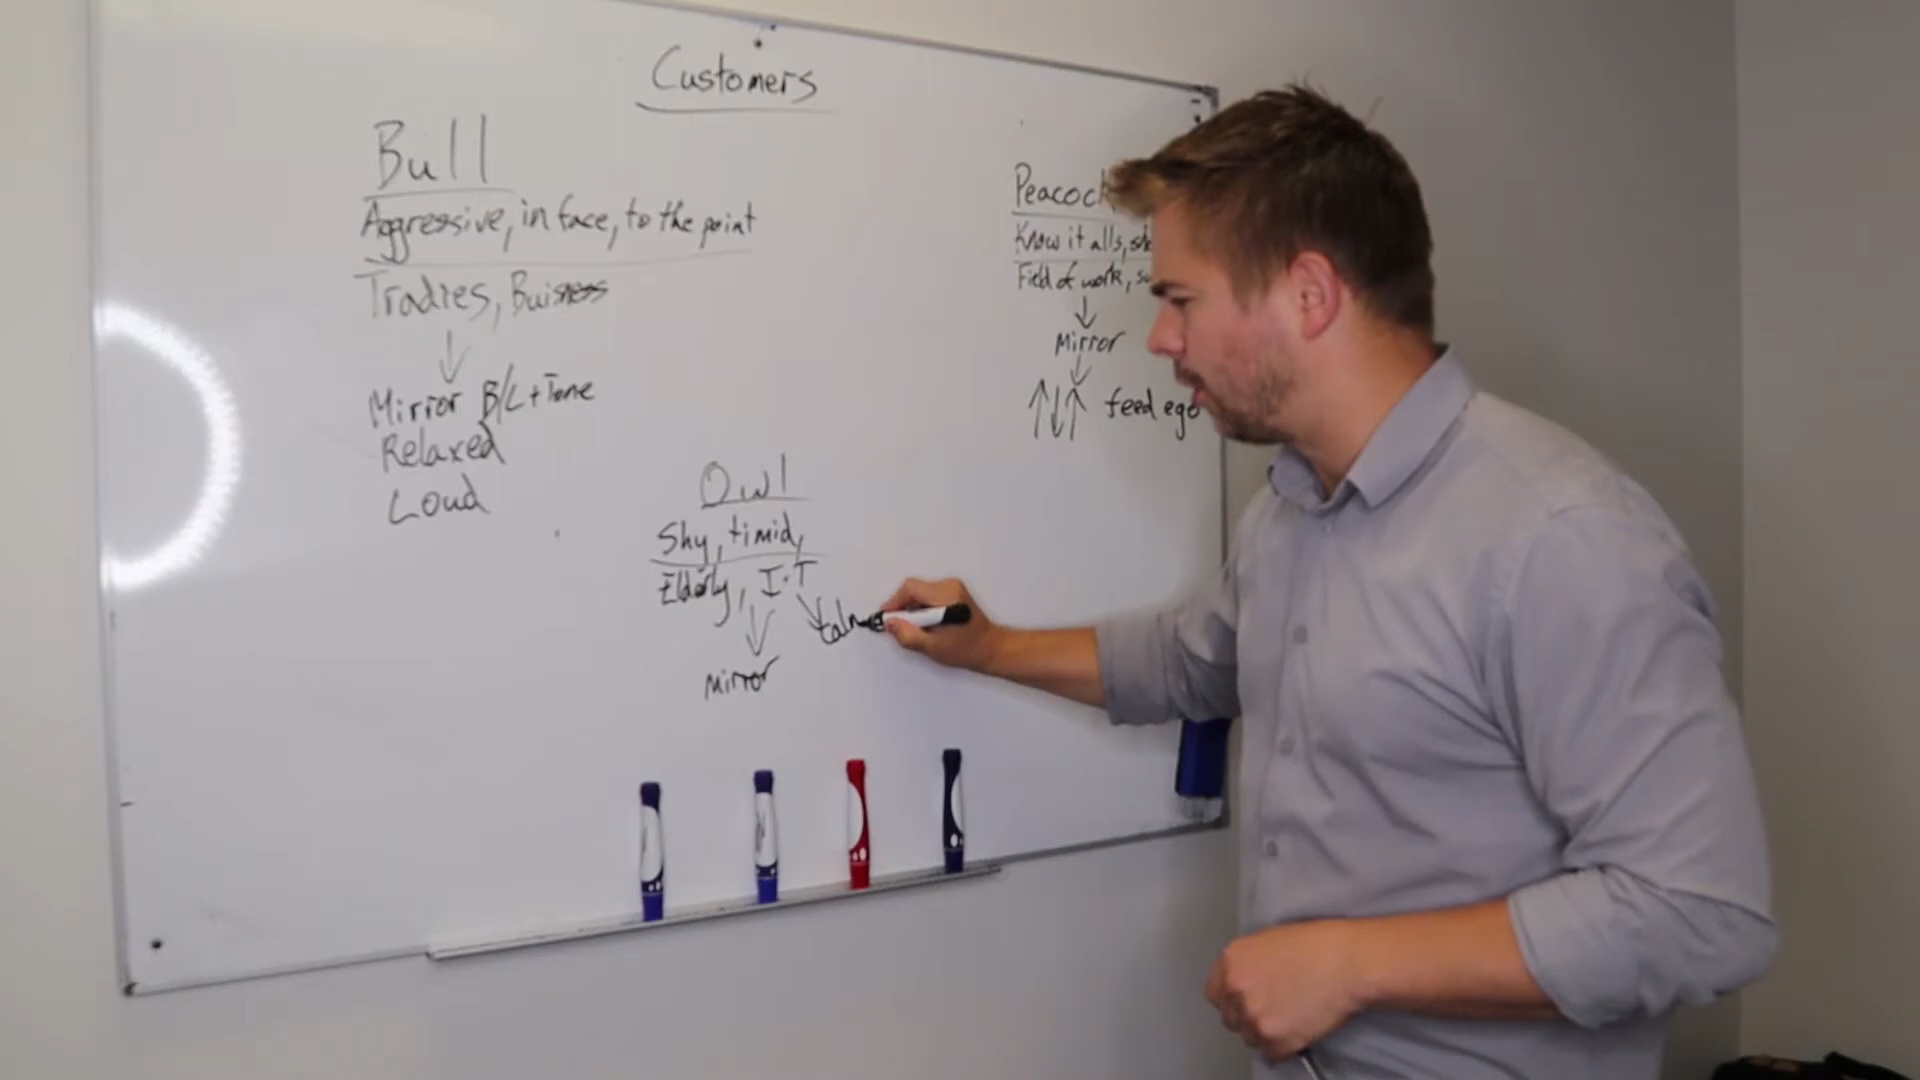 Customers
Bull
Aggressive, in face, to the point
Tradies, Buisness
Mirror B/L + Tone
Relaxed
Loud
Peacock
Know it alls,
Field of work,
Mirror
feed ego
Owl
Shy, timid,
Elderly, I.T
Mirror